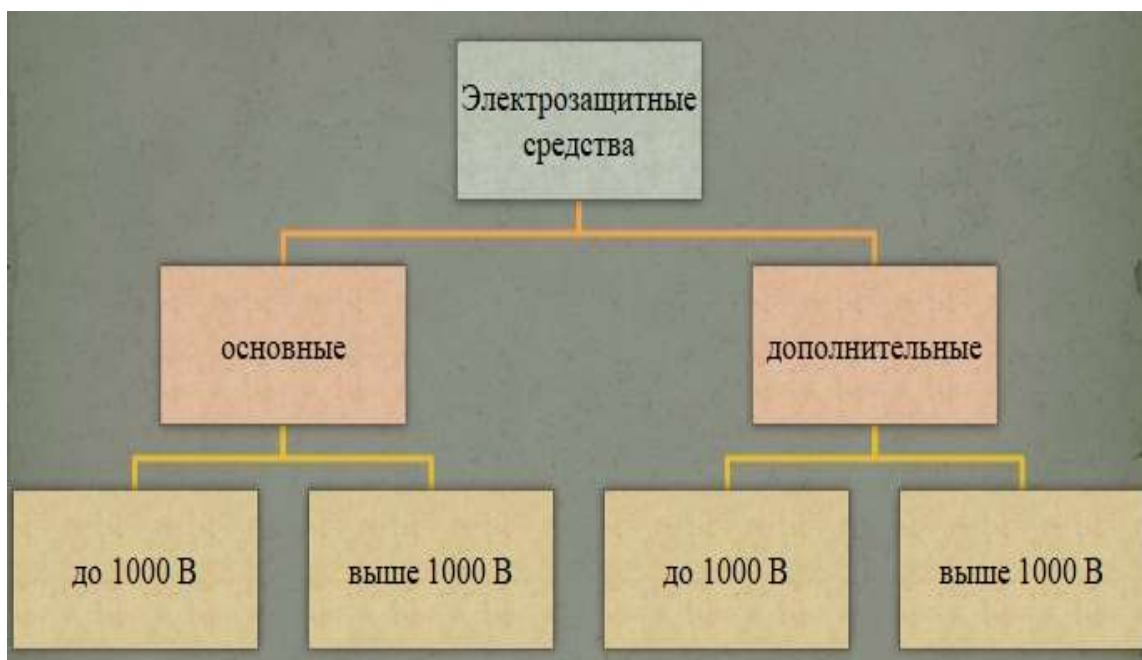 Электрозащитные
средства
основные
дополнительные
до 1000 В
выше 1000 В
до 1000 В
выше 1000 В